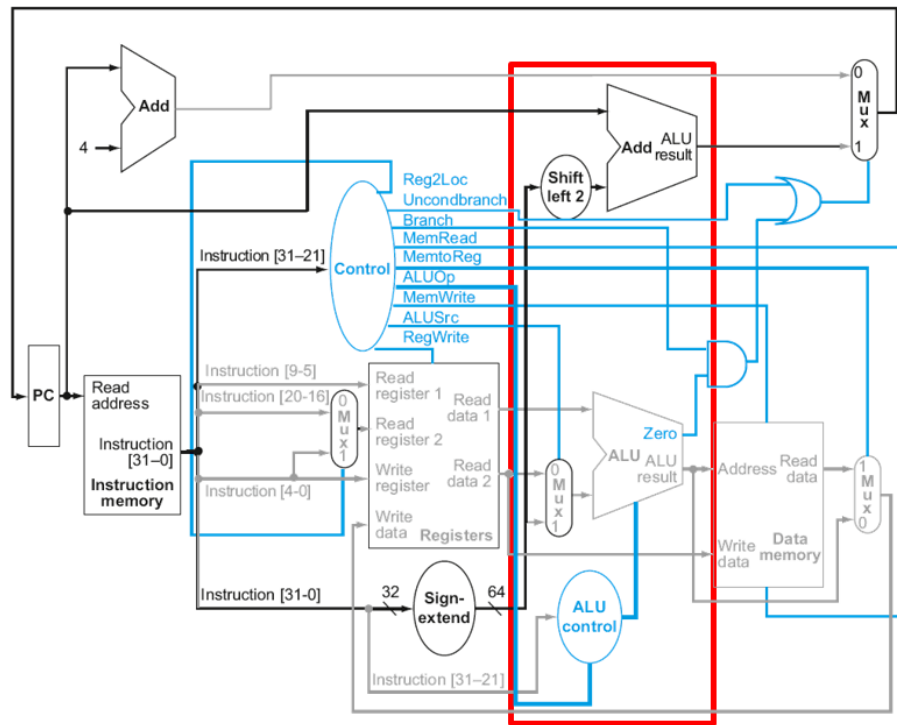 0
Mux
1
Add
4
Add
ALU
result
Shift
left 2
Reg2Loc
Uncondbranch
Branch
MemRead
MemtoReg
ALUOp
MemWrite
ALUSrc
RegWrite
Instruction [31–21]
Control
PC
Read
address
Instruction
[31–0]
Instruction
memory
Instruction [9-5]
Instruction [20-16]
Instruction [4-0]
0
Mux
1
Read
register 1
Read
register 2
Write
register
Write
data
Read
data 1
Read
data 2
Registers
0
Mux
1
Zero
ALU
ALU
result
Address
Read
data
Write
data
Data
memory
1
Mux
0
Instruction [31-0]
32
Sign-
extend
64
ALU
control
Instruction [31–21]